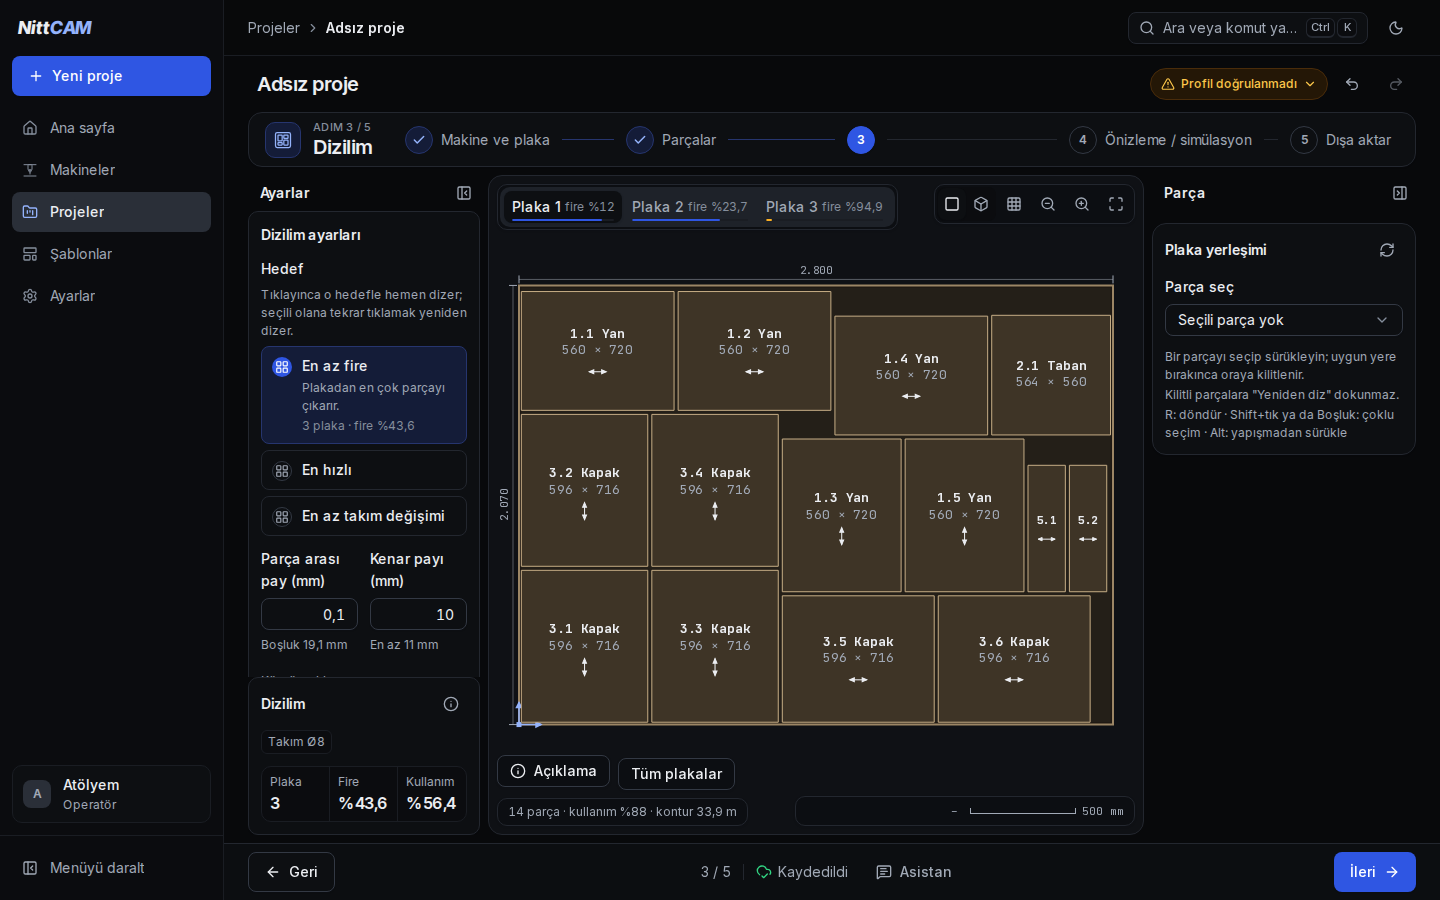 NittCAM
Yeni proje
Ana sayfa
Makineler
Projeler
Şablonlar
Ayarlar
A
Atölyem
Operatör
Menüyü daralt
Projeler > Adsız proje
Ara veya komut ya… Ctrl K
Adsız proje
Profil doğrulanmadı
ADIM 3 / 5
Dizilim
Makine ve plaka
Parçalar
3
4 Önizleme / simülasyon
5 Dışa aktar
Ayarlar
Dizilim ayarları
Hedef
Tıklayınca o hedefle hemen dizer;
seçili olana tekrar tıklamak yeniden
dizer.
En az fire
Plakadan en çok parçayı
çıkarır.
3 plaka · fire %43,6
En hızlı
En az takım değişimi
Parça arası
pay (mm)
Kenar payı
(mm)
0,1
10
Boşluk 19,1 mm
En az 11 mm
Dizilim
Takım Ø8
Plaka
3
Fire
%43,6
Kullanım
%56,4
Plaka 1 fire %12
Plaka 2 fire %23,7
Plaka 3 fire %94,9
2.800
2.070
1.1 Yan
560 × 720
1.2 Yan
560 × 720
1.4 Yan
560 × 720
2.1 Taban
564 × 560
3.2 Kapak
596 × 716
3.4 Kapak
596 × 716
1.3 Yan
560 × 720
1.5 Yan
560 × 720
5.1
5.2
3.1 Kapak
596 × 716
3.3 Kapak
596 × 716
3.5 Kapak
596 × 716
3.6 Kapak
596 × 716
Açıklama
Tüm plakalar
14 parça · kullanım %88 · kontur 33,9 m
– 500 mm
Parça
Plaka yerleşimi
Parça seç
Seçili parça yok
Bir parçayı seçip sürükleyin; uygun yere
bırakınca oraya kilitlenir.
Kilitli parçalara "Yeniden diz" dokunmaz.
R: döndür · Shift+tık ya da Boşluk: çoklu
seçim · Alt: yapışmadan sürükle
Geri
3 / 5
Kaydedildi
Asistan
İleri